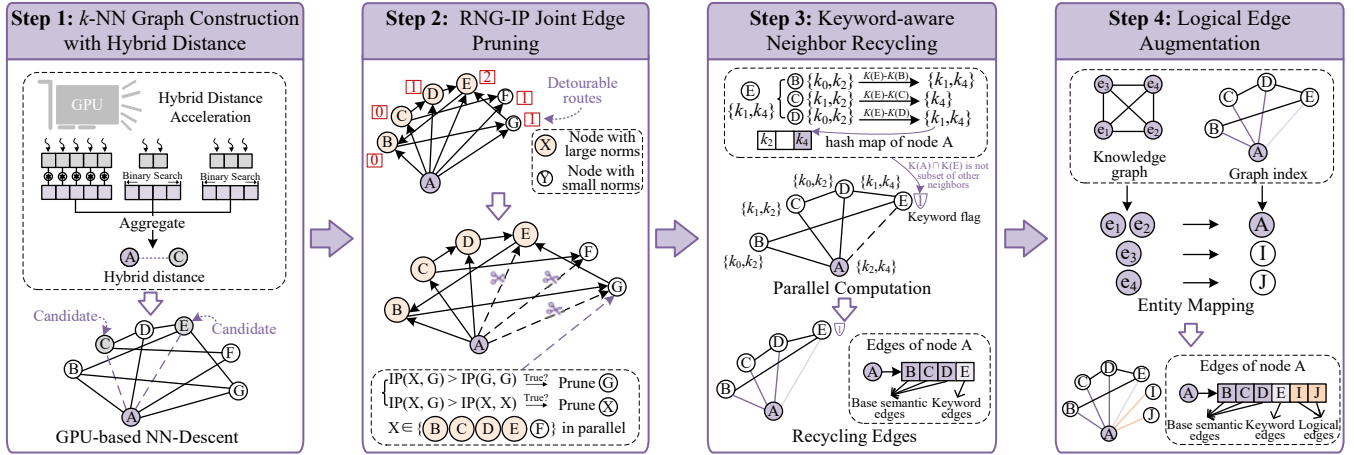 Step 1: k-NN Graph Construction
with Hybrid Distance
GPU
Hybrid Distance
Acceleration
Binary Search
Binary Search
Aggregate
A
C
Hybrid distance
Candidate
Candidate
C
D
E
B
F
G
A
GPU-based NN-Descent
Step 2: RNG-IP Joint Edge
Pruning
0
0
1
2
1
1
B
C
D
E
F
G
A
Detourable
routes
X
Node with
large norms
Y
Node with
small norms
B
C
D
E
F
G
A
IP(X, G) > IP(G, G) True? Prune G
IP(X, G) > IP(X, X) True? Prune X
X ∈ { B C D E F } in parallel
Step 3: Keyword-aware
Neighbor Recycling
E
{k1,k4}
B {k0,k2} K(E)-K(B) {k1,k4}
C {k1,k2} K(E)-K(C) {k4}
D {k0,k2} K(E)-K(D) {k1,k4}
k2 k4 hash map of node A
K(A)∩K(E) is not
subset of other
neighbors
{k0,k2}
{k1,k4}
D
E
1
C
{k1,k2}
Keyword flag
B
{k0,k2}
A
{k2,k4}
Parallel Computation
E
1
D
C
B
A
Edges of node A
A B C D E
Base semantic
edges
Keyword
edges
Recycling Edges
Step 4: Logical Edge
Augmentation
e3 e4
e1 e2
Knowledge
graph
D
C
E
B
A
Graph index
e1 e2 A
e3 I
e4 J
Entity Mapping
D
C
E
B
I
J
A
Edges of node A
A B C D E I J
Base semantic
edges
Keyword
edges
Logical
edges